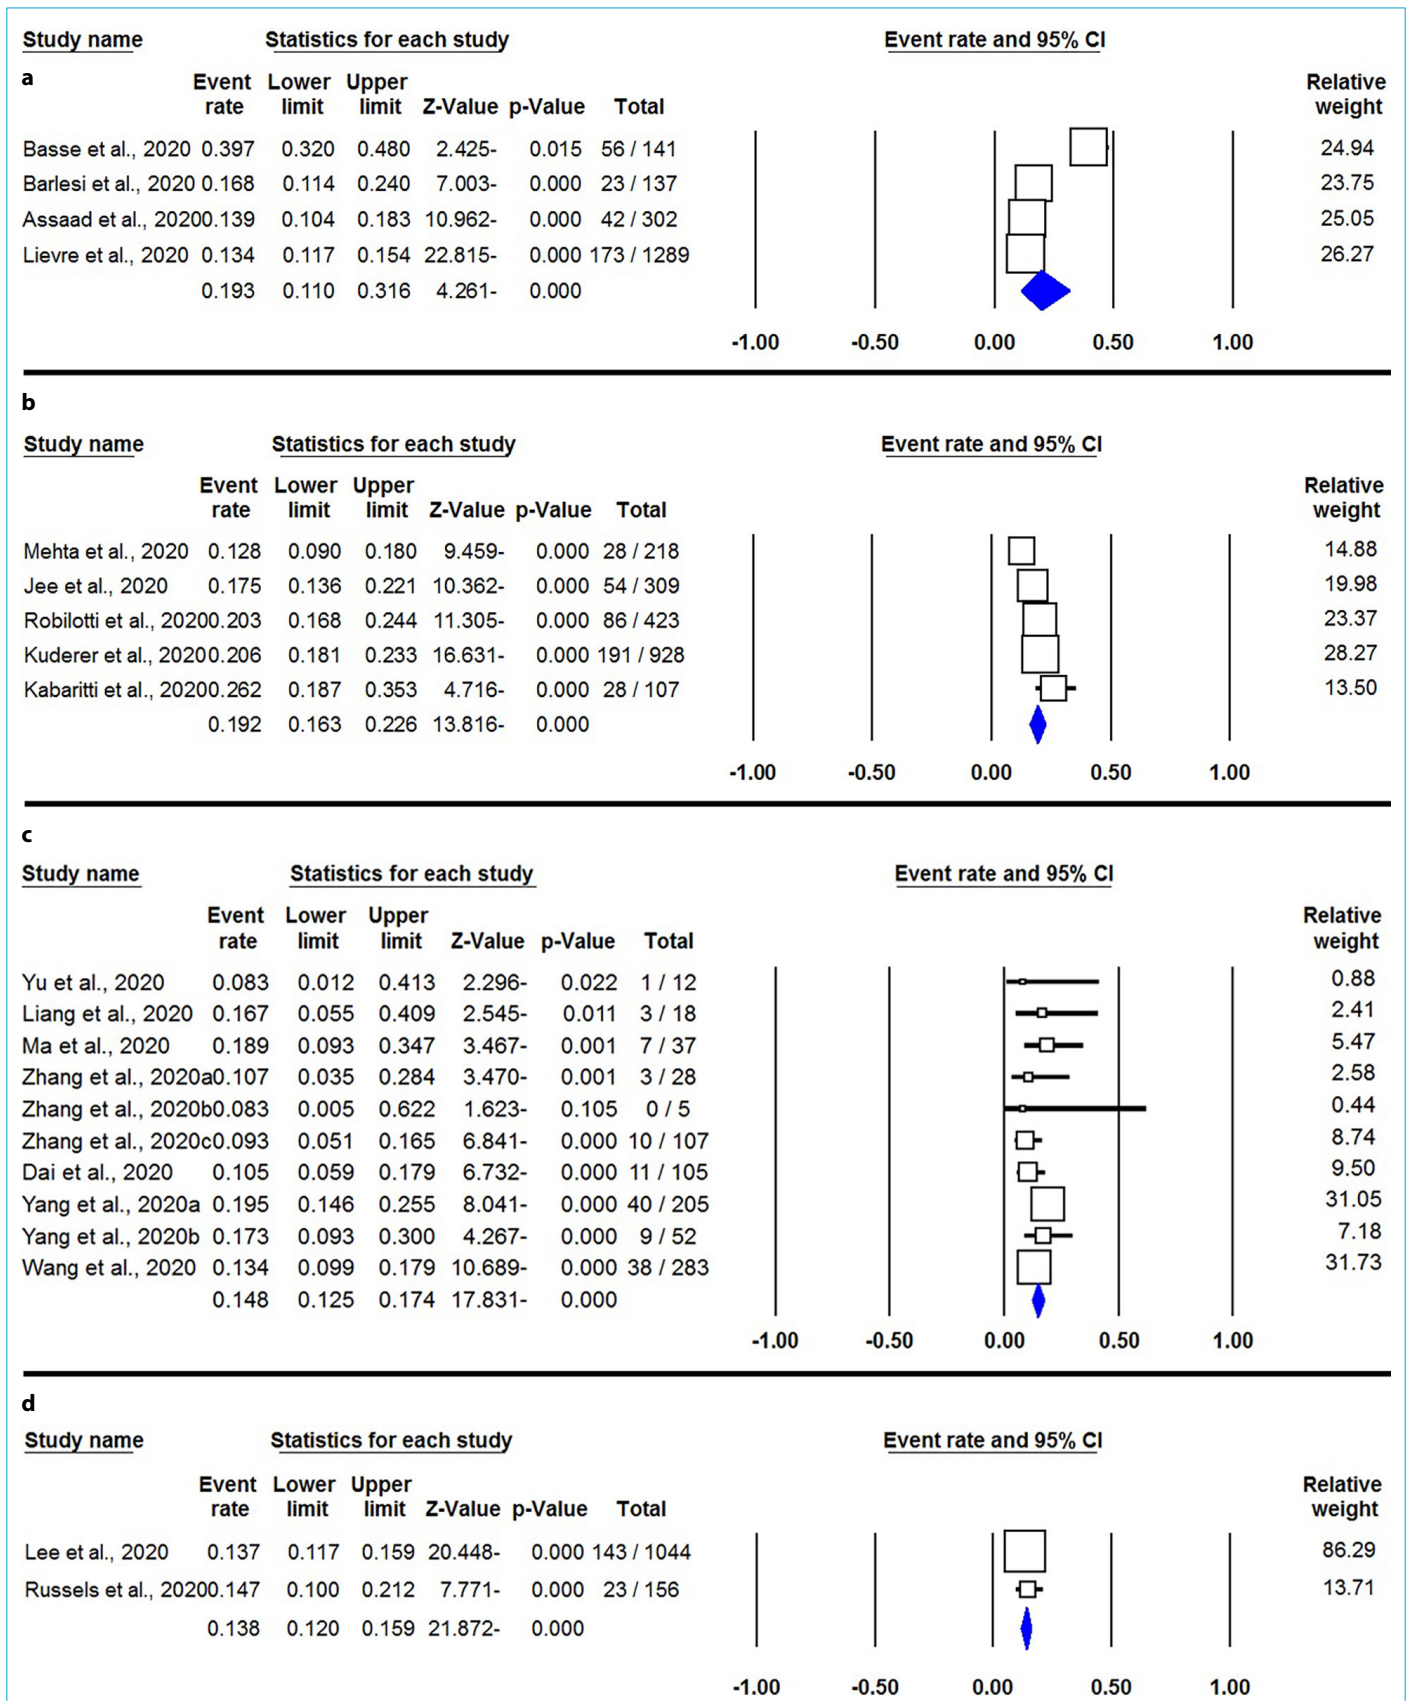 Study name Statistics for each study Event rate and 95% CI
a
Event Lower Upper Relative
rate limit limit Z-Value p-Value Total weight
Basse et al., 2020 0.397 0.320 0.480 2.425- 0.015 56 / 141 24.94
Barlesi et al., 2020 0.168 0.114 0.240 7.003- 0.000 23 / 137 23.75
Assaad et al., 2020 0.139 0.104 0.183 10.962- 0.000 42 / 302 25.05
Lievre et al., 2020 0.134 0.117 0.154 22.815- 0.000 173 / 1289 26.27
0.193 0.110 0.316 4.261- 0.000
-1.00 -0.50 0.00 0.50 1.00
b
Study name Statistics for each study Event rate and 95% CI
Event Lower Upper Relative
rate limit limit Z-Value p-Value Total weight
Mehta et al., 2020 0.128 0.090 0.180 9.459- 0.000 28 / 218 14.88
Jee et al., 2020 0.175 0.136 0.221 10.362- 0.000 54 / 309 19.98
Robilotti et al., 2020 0.203 0.168 0.244 11.305- 0.000 86 / 423 23.37
Kuderer et al., 2020 0.206 0.181 0.233 16.631- 0.000 191 / 928 28.27
Kabaritti et al., 2020 0.262 0.187 0.353 4.716- 0.000 28 / 107 13.50
0.192 0.163 0.226 13.816- 0.000
-1.00 -0.50 0.00 0.50 1.00
c
Study name Statistics for each study Event rate and 95% CI
Event Lower Upper Relative
rate limit limit Z-Value p-Value Total weight
Yu et al., 2020 0.083 0.012 0.413 2.296- 0.022 1 / 12 0.88
Liang et al., 2020 0.167 0.055 0.409 2.545- 0.011 3 / 18 2.41
Ma et al., 2020 0.189 0.093 0.347 3.467- 0.001 7 / 37 5.47
Zhang et al., 2020a 0.107 0.035 0.284 3.470- 0.001 3 / 28 2.58
Zhang et al., 2020b 0.083 0.005 0.622 1.623- 0.105 0 / 5 0.44
Zhang et al., 2020c 0.093 0.051 0.165 6.841- 0.000 10 / 107 8.74
Dai et al., 2020 0.105 0.059 0.179 6.732- 0.000 11 / 105 9.50
Yang et al., 2020a 0.195 0.146 0.255 8.041- 0.000 40 / 205 31.05
Yang et al., 2020b 0.173 0.093 0.300 4.267- 0.000 9 / 52 7.18
Wang et al., 2020 0.134 0.099 0.179 10.689- 0.000 38 / 283 31.73
0.148 0.125 0.174 17.831- 0.000
-1.00 -0.50 0.00 0.50 1.00
d
Study name Statistics for each study Event rate and 95% CI
Event Lower Upper Relative
rate limit limit Z-Value p-Value Total weight
Lee et al., 2020 0.137 0.117 0.159 20.448- 0.000 143 / 1044 86.29
Russels et al., 2020 0.147 0.100 0.212 7.771- 0.000 23 / 156 13.71
0.138 0.120 0.159 21.872- 0.000
-1.00 -0.50 0.00 0.50 1.00